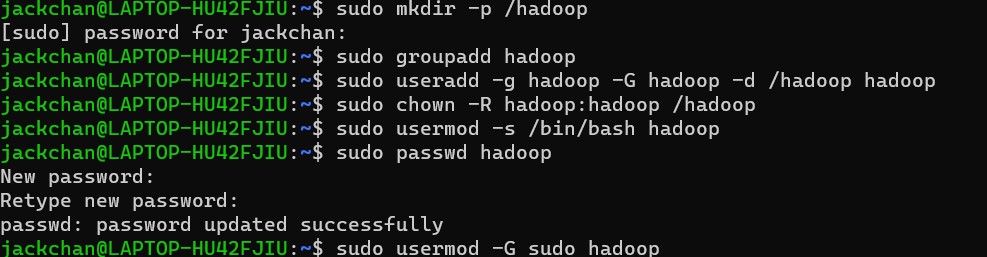 jackchan@LAPTOP-HU42FJIU:~$ sudo mkdir -p /hadoop
[sudo] password for jackchan:
jackchan@LAPTOP-HU42FJIU:~$ sudo groupadd hadoop
jackchan@LAPTOP-HU42FJIU:~$ sudo useradd -g hadoop -G hadoop -d /hadoop hadoop
jackchan@LAPTOP-HU42FJIU:~$ sudo chown -R hadoop:hadoop /hadoop
jackchan@LAPTOP-HU42FJIU:~$ sudo usermod -s /bin/bash hadoop
jackchan@LAPTOP-HU42FJIU:~$ sudo passwd hadoop
New password:
Retype new password:
passwd: password updated successfully
jackchan@LAPTOP-HU42FJIU:~$ sudo usermod -G sudo hadoop